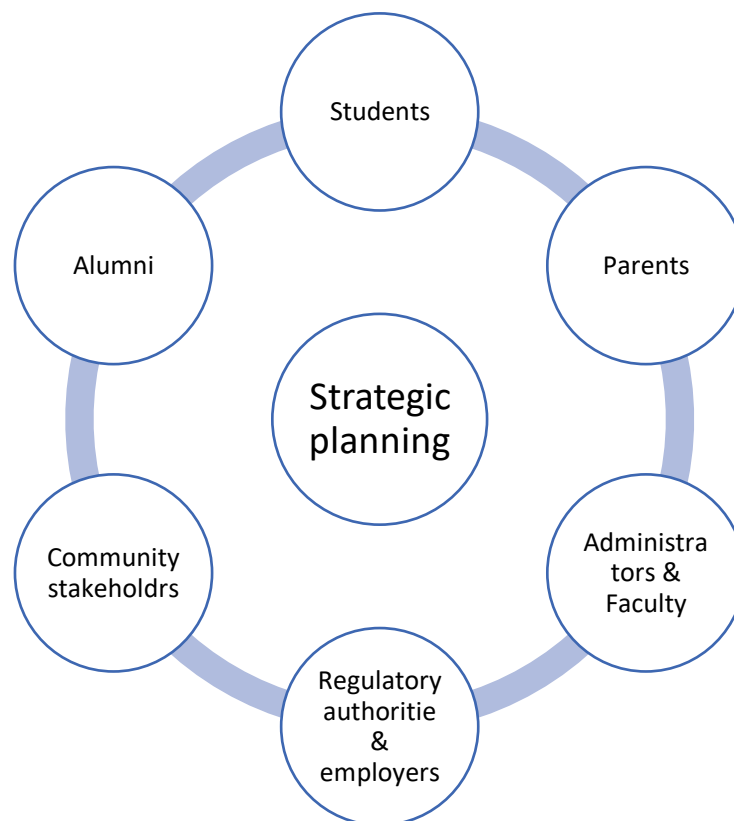 Students
Parents
Administra
tors &
Faculty
Regulatory
authoritie
&
employers
Community
stakeholdrs
Alumni
Strategic
planning